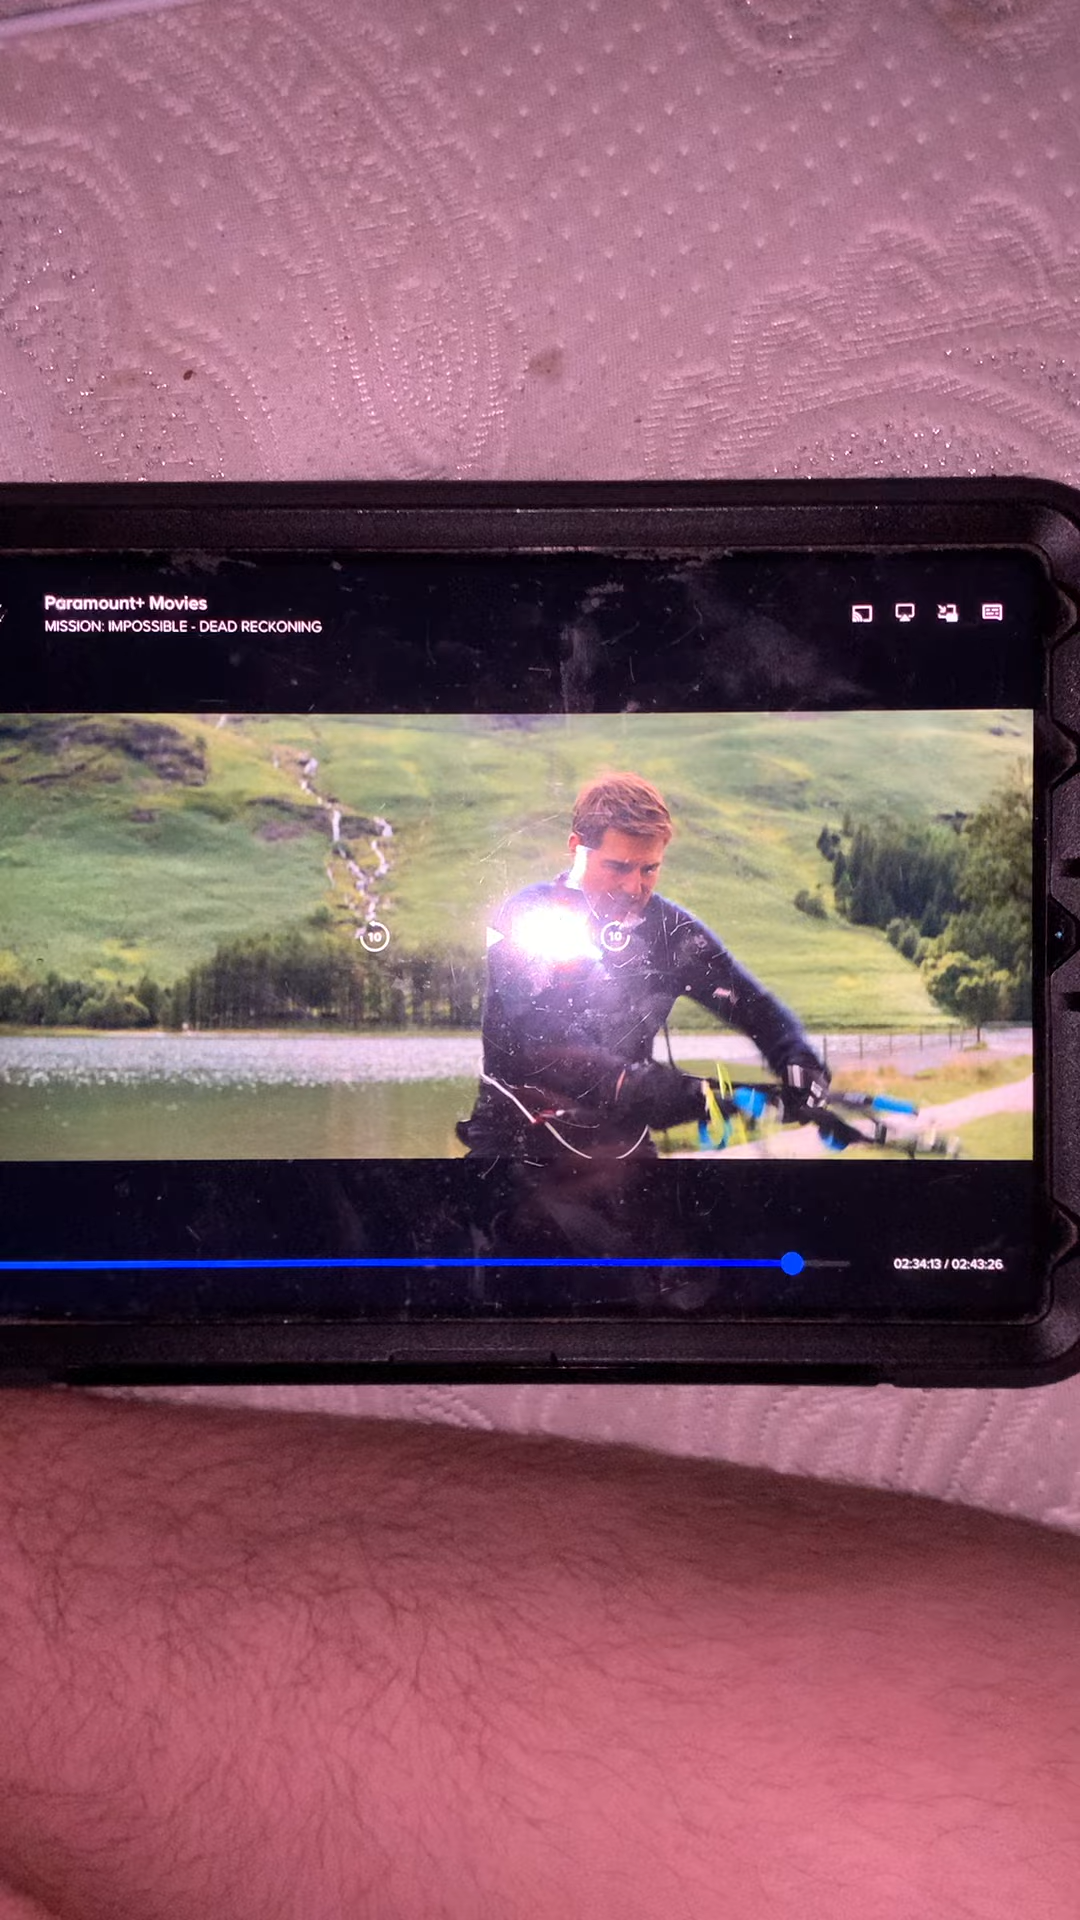 Paramount+ Movies
MISSION: IMPOSSIBLE - DEAD RECKONING
10
10
02:34:13 / 02:43:26